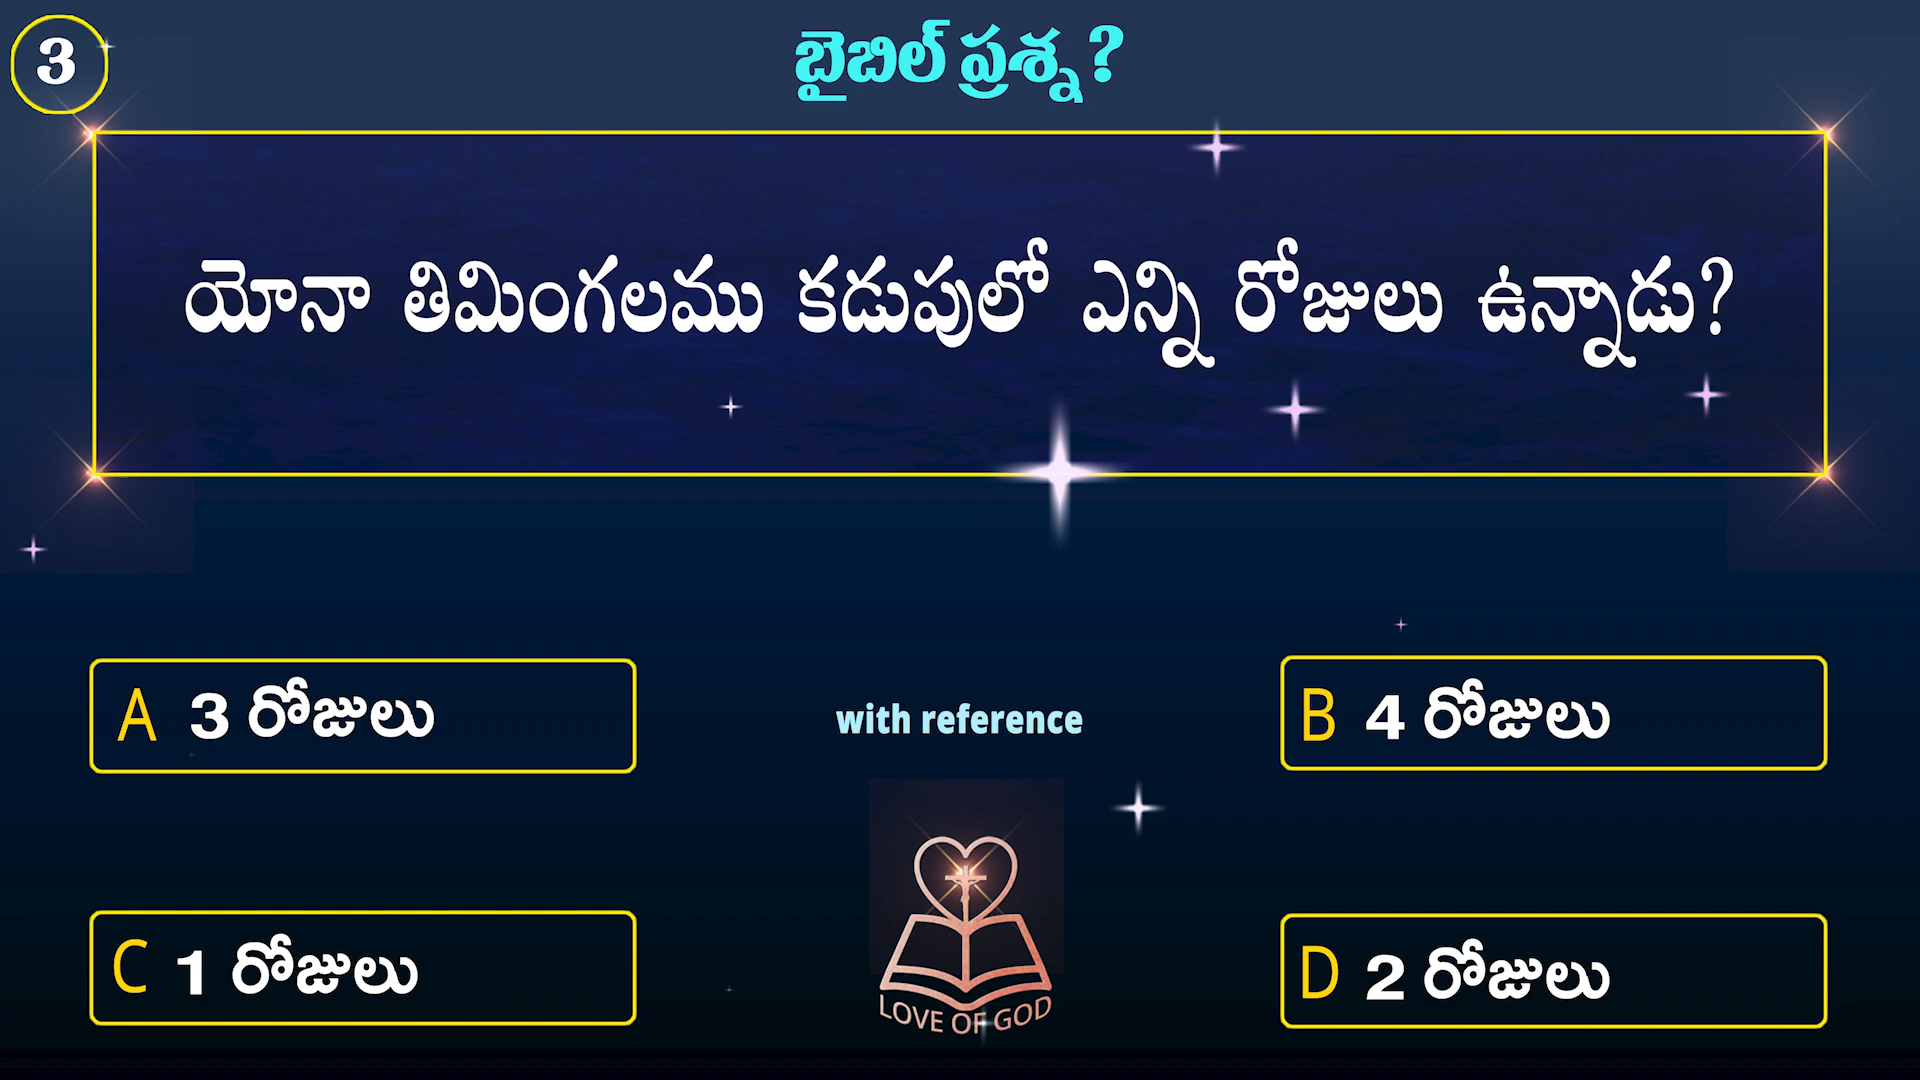 3
బైబిల్ ప్రశ్న?
యోనా తిమింగలము కడుపులో ఎన్ని రోజులు ఉన్నాడు?
A 3 రోజులు
with reference
B 4 రోజులు
C 1 రోజులు
D 2 రోజులు
LOVE OF GOD